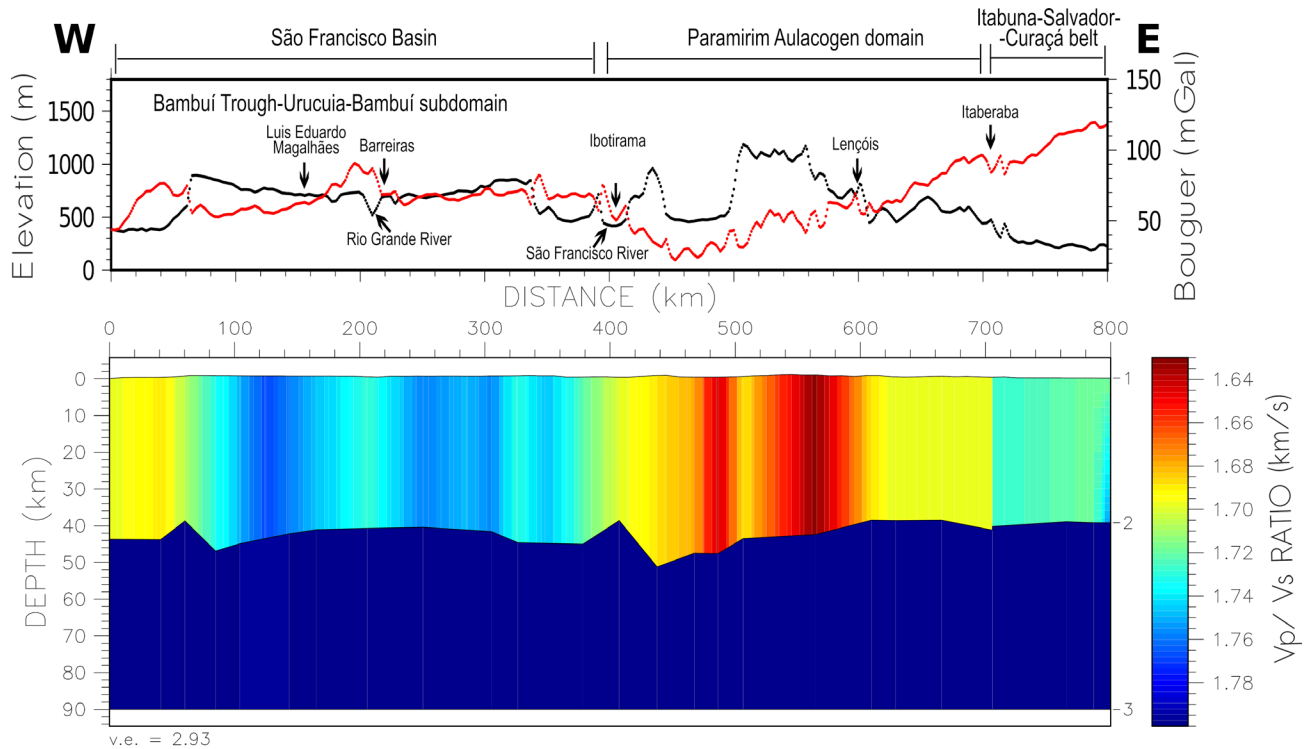 W
São Francisco Basin
Paramirim Aulacogen domain
Itabuna-Salvador-
-Curaçá belt
E
Elevation (m)
1500
1000
500
0
Bambuí Trough-Urucuia-Bambuí subdomain
Luis Eduardo
Magalhães
Barreiras
Rio Grande River
Ibotirama
São Francisco River
Lençóis
Itaberaba
150
100
50
Bouguer (mGal)
DISTANCE (km)
0 100 200 300 400 500 600 700 800
DEPTH (km)
0
10
20
30
40
50
60
70
80
90
1
2
3
1.64
1.66
1.68
1.70
1.72
1.74
1.76
1.78
Vp/ Vs RATIO (km/s)
v.e. = 2.93